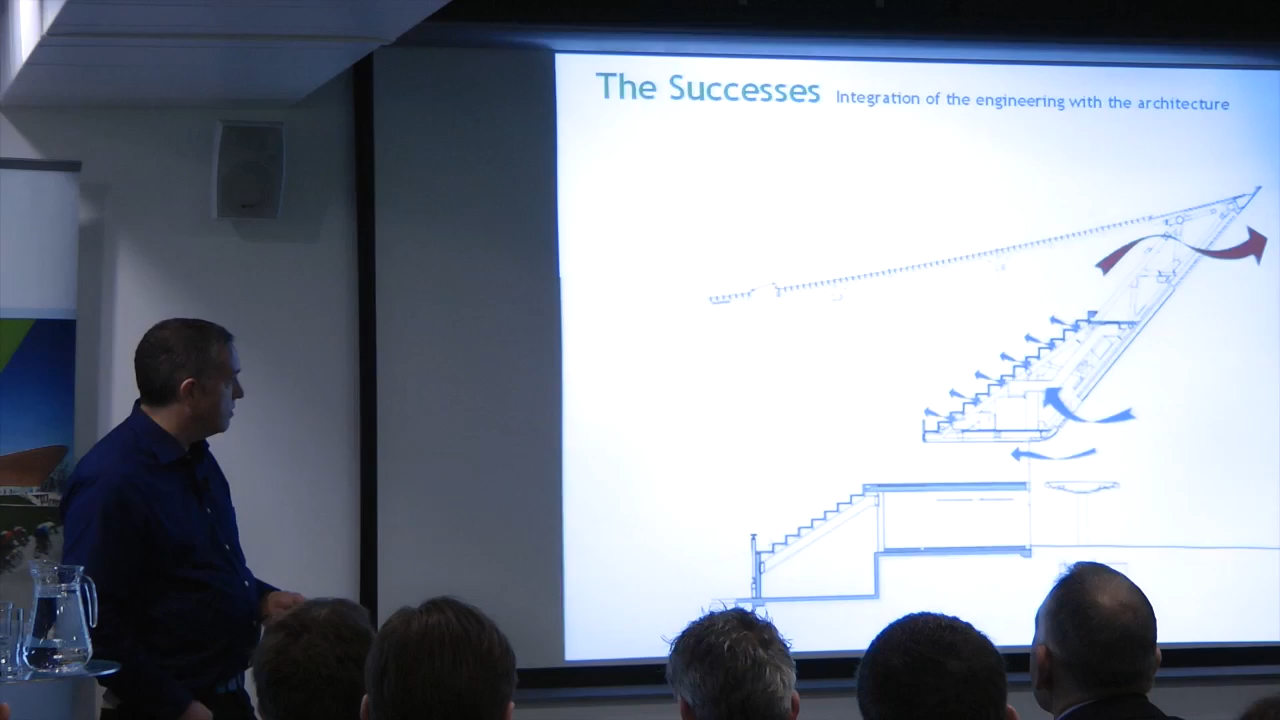 The Successes Integration of the engineering with the architecture